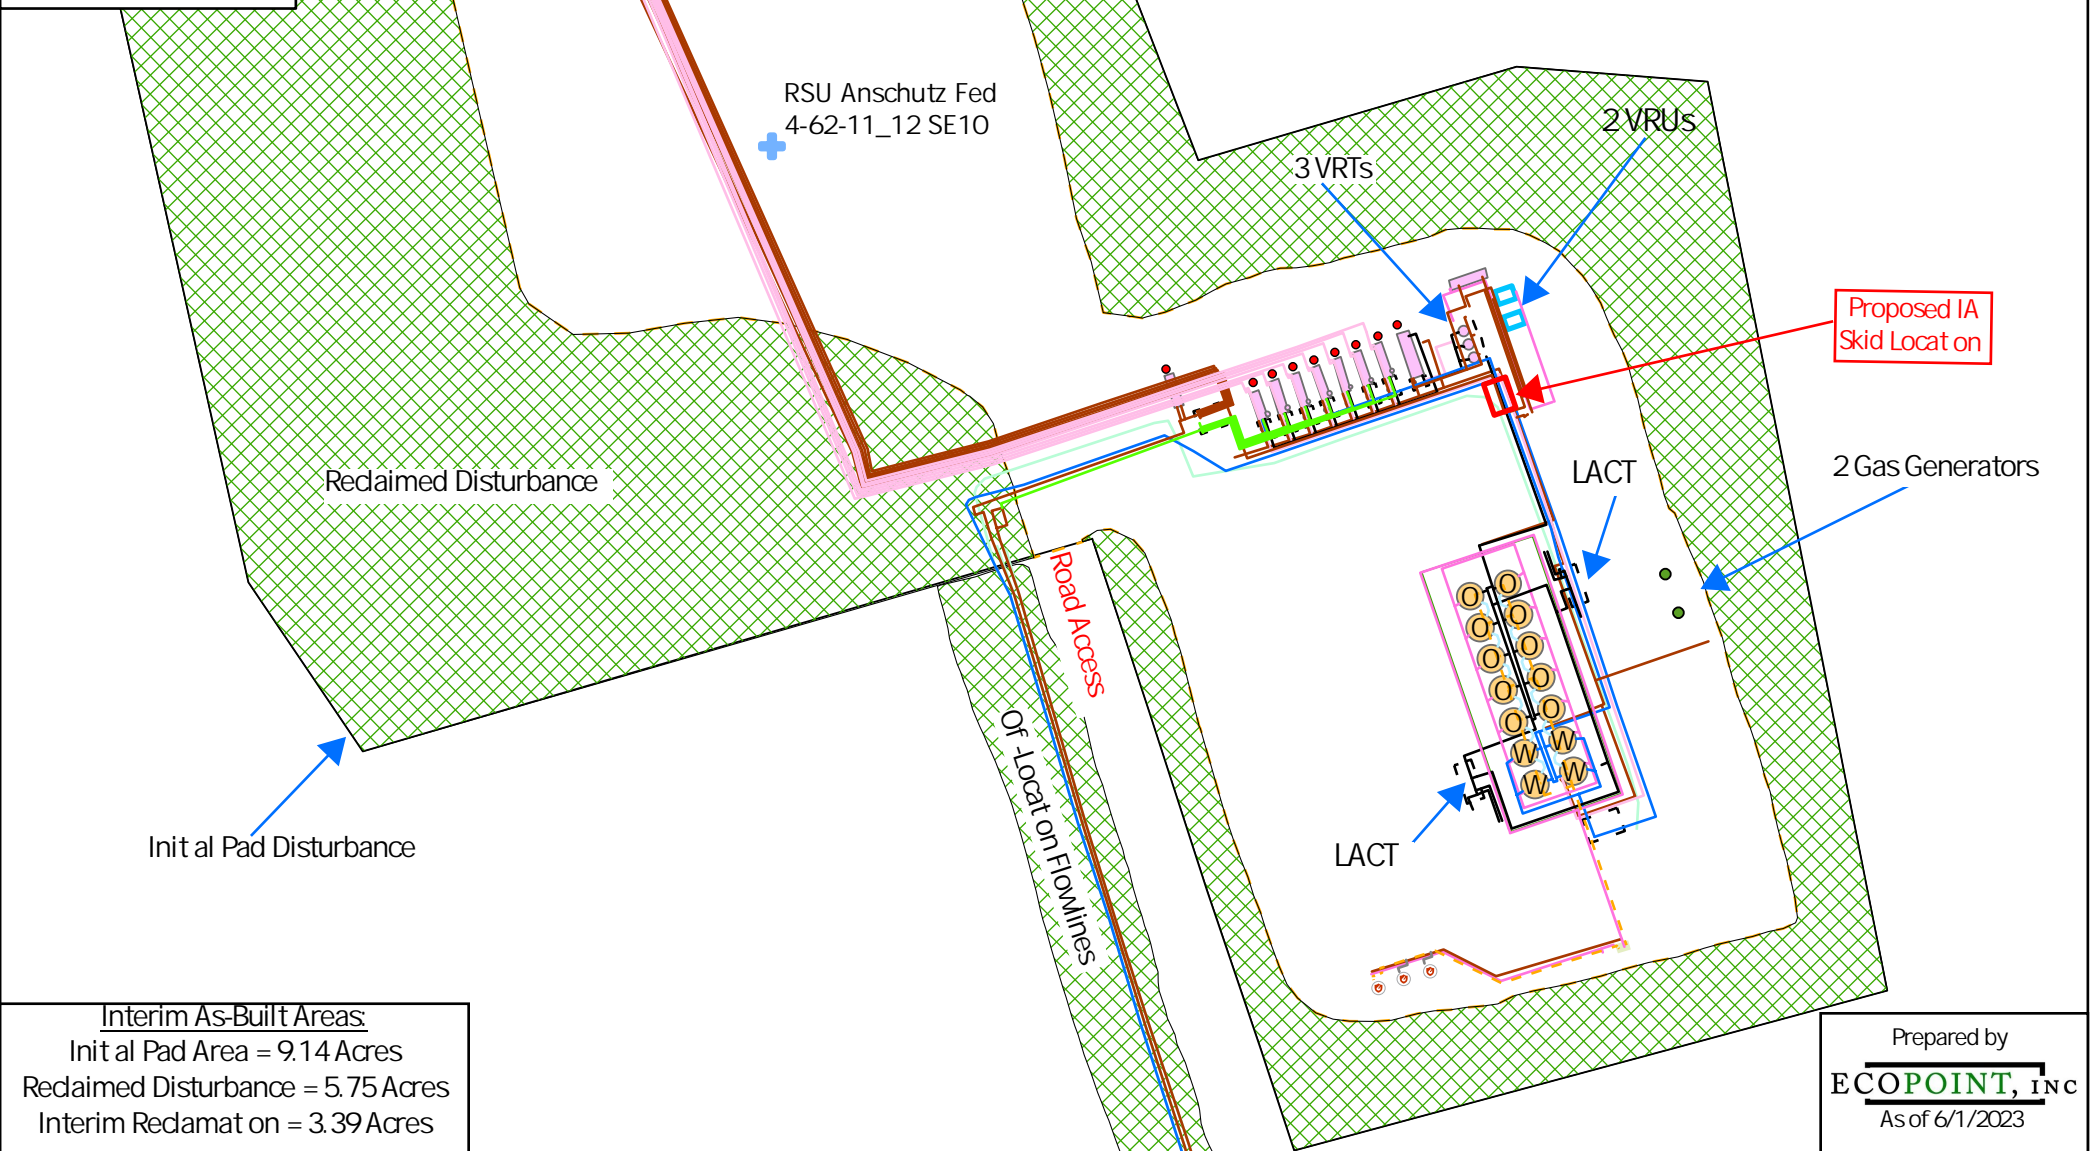 RSU Anschutz Fed
4-62-11_12 SE10
2 VRUs
3 VRTs
Proposed IA
Skid Locat on
Reclaimed Disturbance
LACT
2 Gas Generators
Road Access
Of -Locat on Flowlines
O
O
O
O
O
O
O
O
O
O
W
W
W
W
Init al Pad Disturbance
LACT
Interim As-Built Areas:
Init al Pad Area = 9.14 Acres
Reclaimed Disturbance = 5.75 Acres
Interim Reclamat on = 3.39 Acres
Prepared by
ECOPOINT, INC
As of 6/1/2023